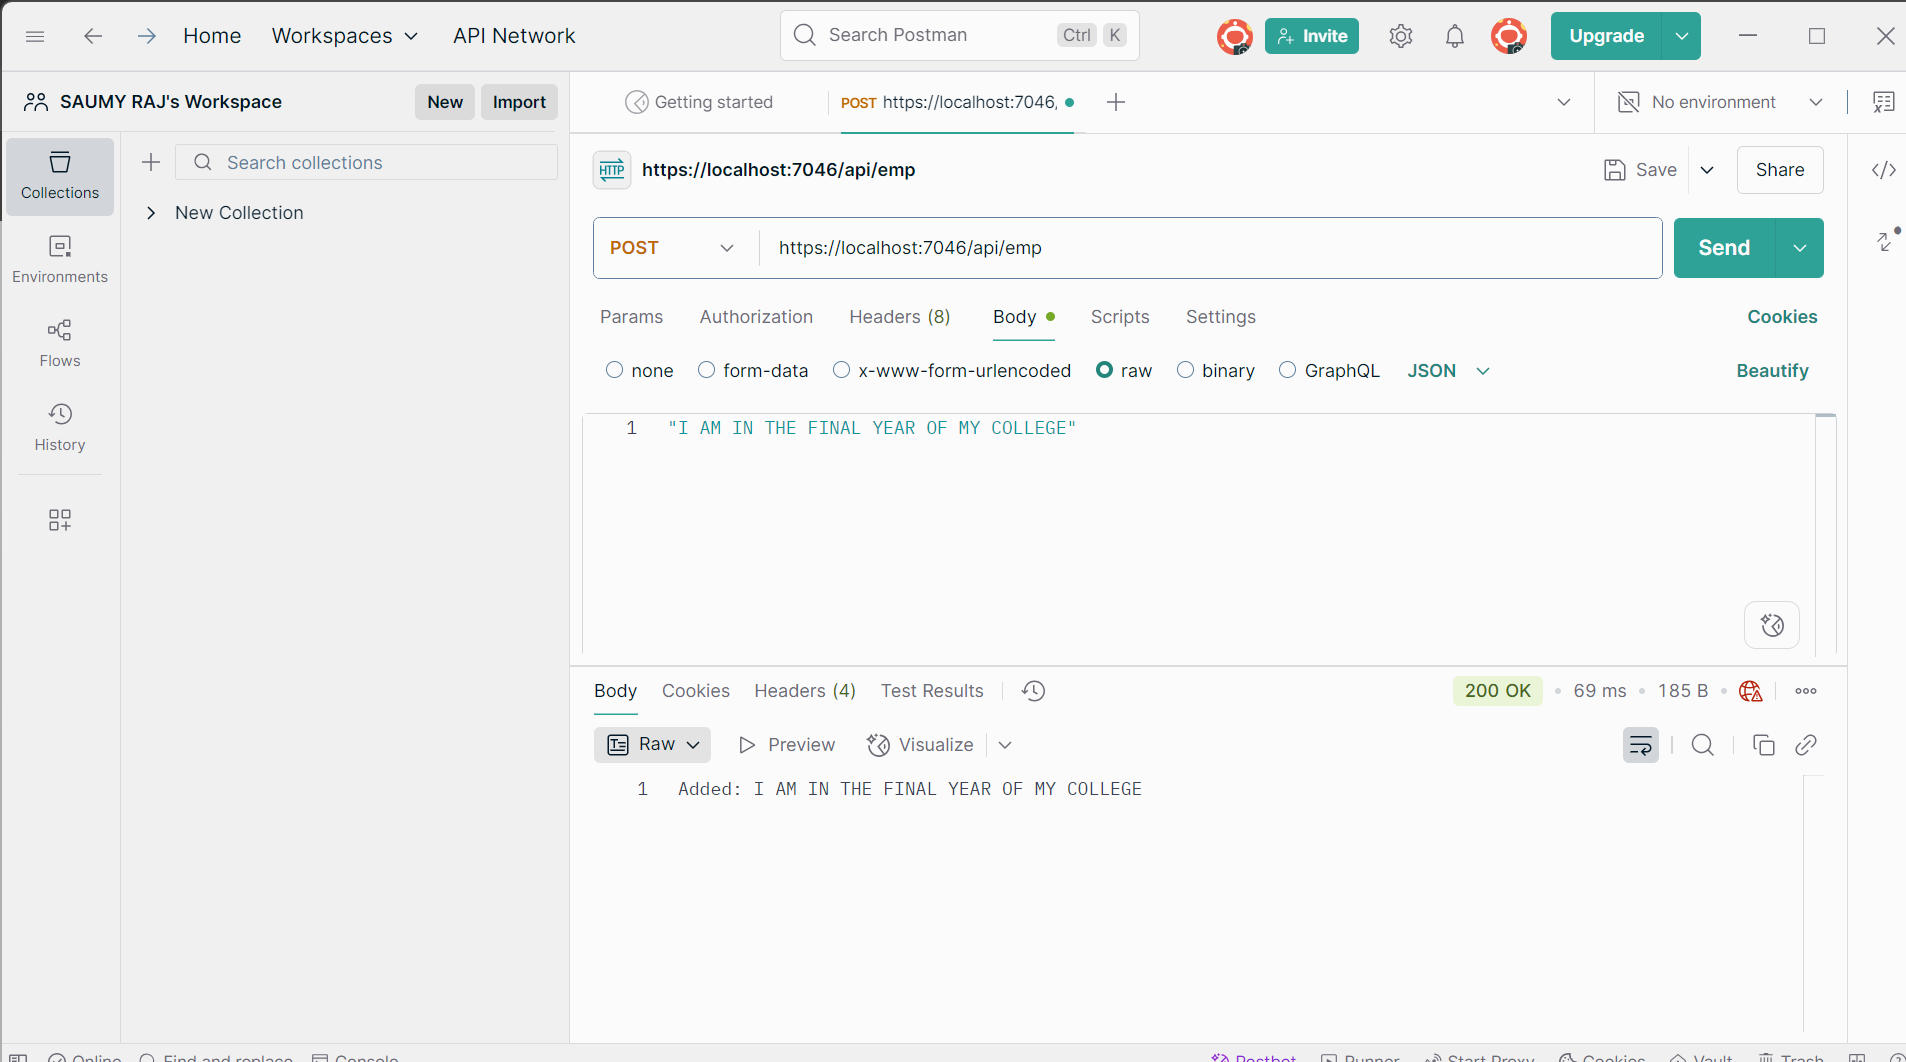 Home Workspaces API Network Search Postman Ctrl K Invite Upgrade
SAUMY RAJ's Workspace New Import Getting started POST https://localhost:7046, No environment
Collections
Search collections
New Collection
Environments
Flows
History
HTTP https://localhost:7046/api/emp Save Share
POST https://localhost:7046/api/emp Send
Params Authorization Headers (8) Body Scripts Settings Cookies
none form-data x-www-form-urlencoded raw binary GraphQL JSON Beautify
1 "I AM IN THE FINAL YEAR OF MY COLLEGE"
Body Cookies Headers (4) Test Results 200 OK • 69 ms • 185 B •
Raw Preview Visualize
1 Added: I AM IN THE FINAL YEAR OF MY COLLEGE
Online Find and replace Console Postbot Runner Start Proxy Cookies Vault Trash